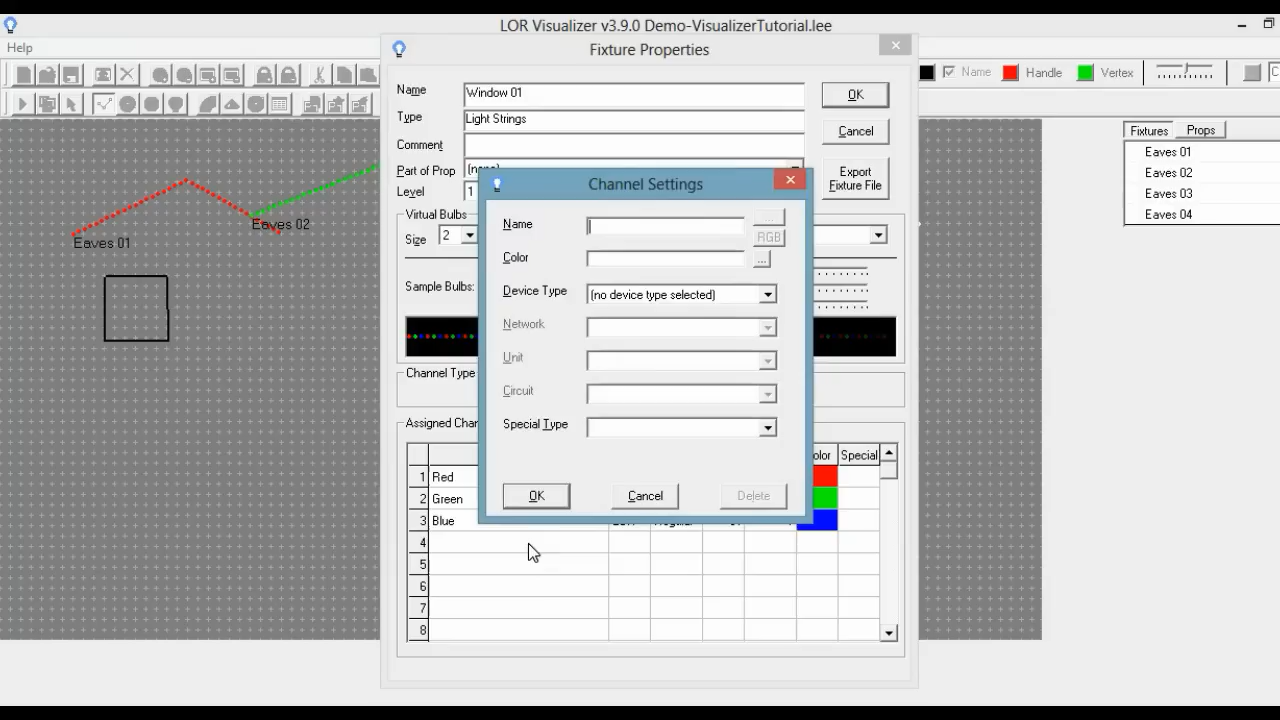 LOR Visualizer v3.9.0 Demo-VisualizerTutorial.lee
Help
Fixture Properties
Name
Handle
Vertex
Name Window 01
OK
Type Light Strings
Cancel
Comment
Export
Fixture File
Part of Prop
Level 1
Virtual Bulbs
Size 2
Sample Bulbs:
Channel Type
Channel Settings
Name
RGB
Color
...
Device Type (no device type selected)
Network
Unit
Circuit
Special Type
OK Cancel Delete
Special
1 Red
2 Green
3 Blue
4
5
6
7
8
Eaves 01
Eaves 02
Fixtures Props
Eaves 01
Eaves 02
Eaves 03
Eaves 04